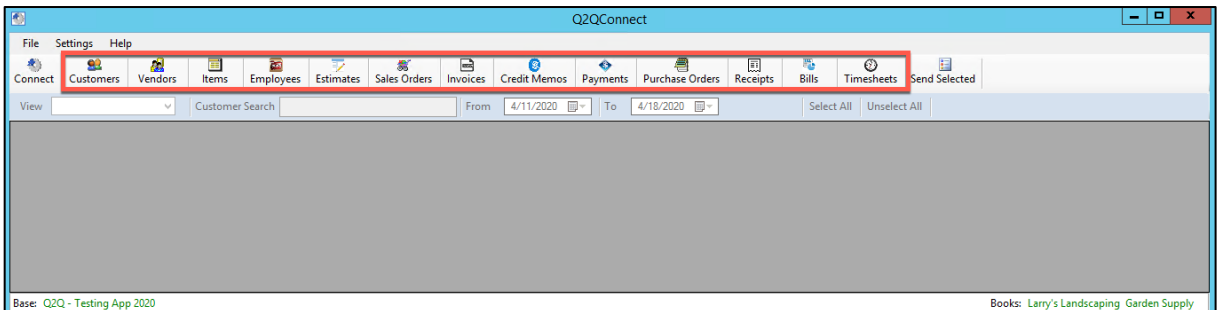 Q2QConnect
File Settings Help
Connect Customers Vendors Items Employees Estimates Sales Orders Invoices Credit Memos Payments Purchase Orders Receipts Bills Timesheets Send Selected
View Customer Search From 4/11/2020 To 4/18/2020 Select All Unselect All
Base: Q2Q - Testing App 2020 Books: Larry's Landscaping Garden Supply